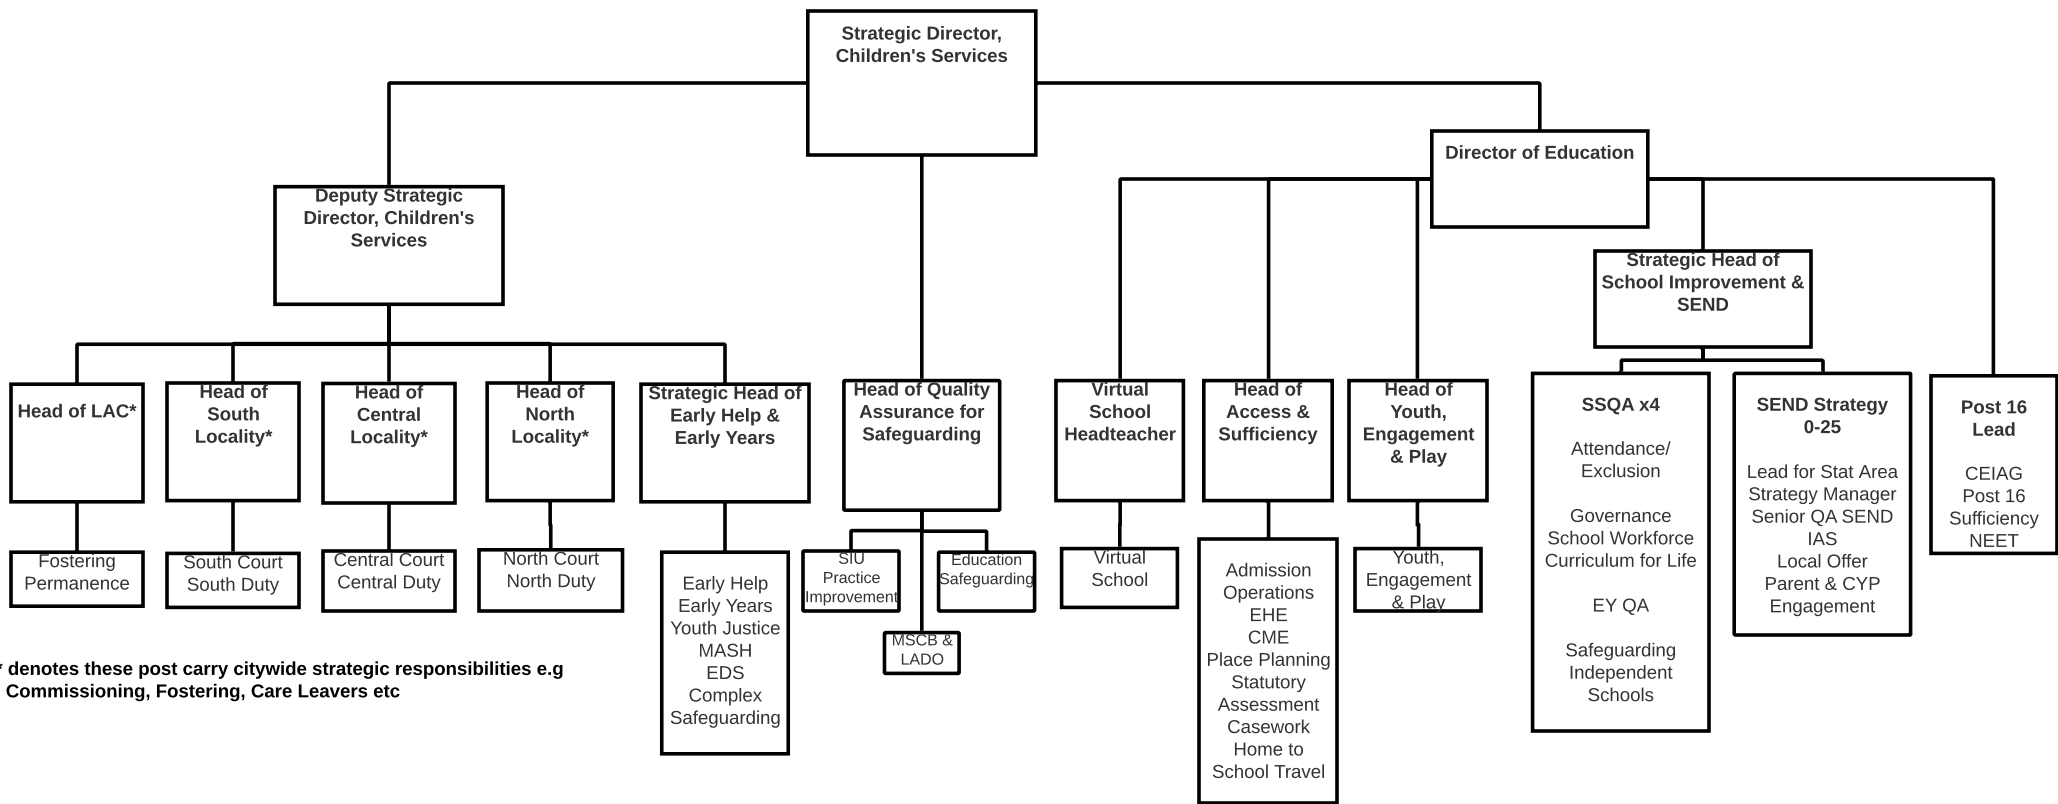 Strategic Director,
Children's Services
Director of Education
Deputy Strategic
Director, Children's
Services
Strategic Head of
School Improvement &
SEND
Head of LAC*
Head of
South
Locality*
Head of
Central
Locality*
Head of
North
Locality*
Strategic Head of
Early Help &
Early Years
Head of Quality
Assurance for
Safeguarding
Virtual
School
Headteacher
Head of
Access &
Sufficiency
Head of
Youth,
Engagement
& Play
SSQA x4
Attendance/
Exclusion
Governance
School Workforce
Curriculum for Life
EY QA
Safeguarding
Independent
Schools
SEND Strategy
0-25
Lead for Stat Area
Strategy Manager
Senior QA SEND
IAS
Local Offer
Parent & CYP
Engagement
Post 16
Lead
CEIAG
Post 16
Sufficiency
NEET
Fostering
Permanence
South Court
South Duty
Central Court
Central Duty
North Court
North Duty
Early Help
Early Years
Youth Justice
MASH
EDS
Complex
Safeguarding
SIU
Practice
Improvement
Education
Safeguarding
MSCB &
LADO
Virtual
School
Admission
Operations
EHE
CME
Place Planning
Statutory
Assessment
Casework
Home to
School Travel
Youth,
Engagement
& Play
* denotes these post carry citywide strategic responsibilities e.g
Commissioning, Fostering, Care Leavers etc